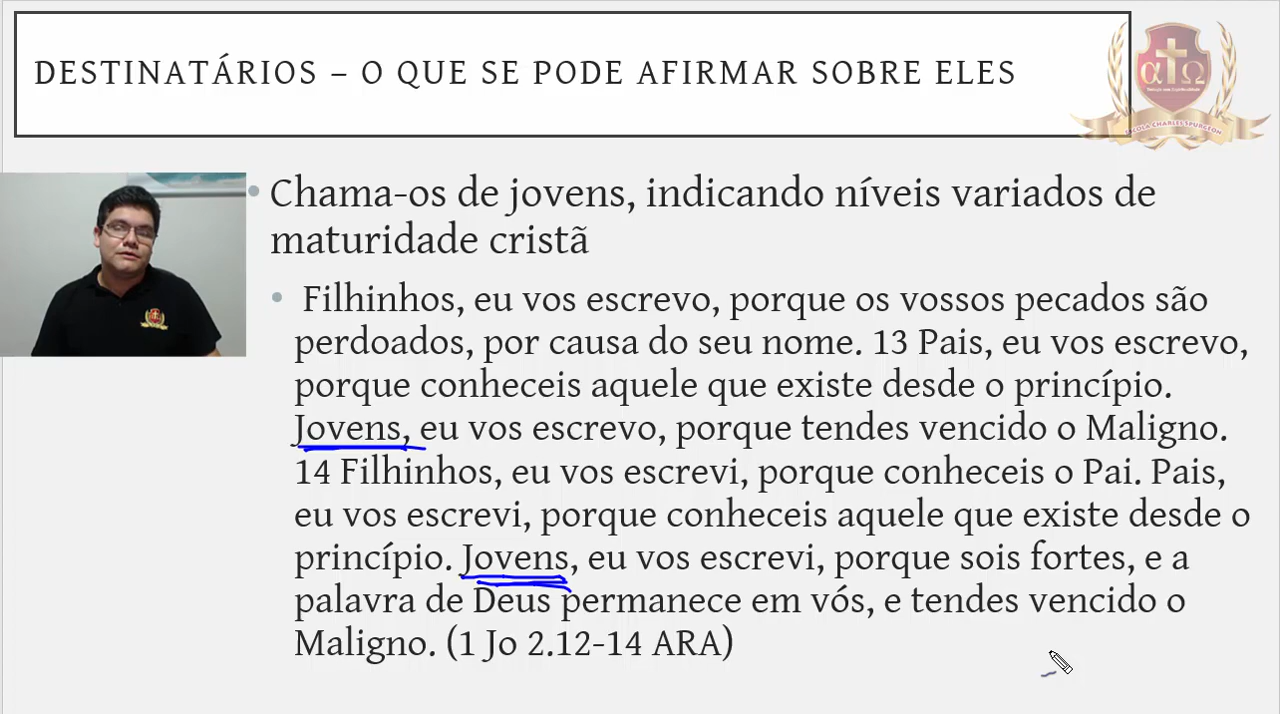 DESTINATÁRIOS – O QUE SE PODE AFIRMAR SOBRE ELES
α Ω
ESCOLA CHARLES SPURGEON
• Chama-os de jovens, indicando níveis variados de
maturidade cristã
• Filhinhos, eu vos escrevo, porque os vossos pecados são
perdoados, por causa do seu nome. 13 Pais, eu vos escrevo,
porque conheceis aquele que existe desde o princípio.
Jovens, eu vos escrevo, porque tendes vencido o Maligno.
14 Filhinhos, eu vos escrevi, porque conheceis o Pai. Pais,
eu vos escrevi, porque conheceis aquele que existe desde o
princípio. Jovens, eu vos escrevi, porque sois fortes, e a
palavra de Deus permanece em vós, e tendes vencido o
Maligno. (1 Jo 2.12-14 ARA)